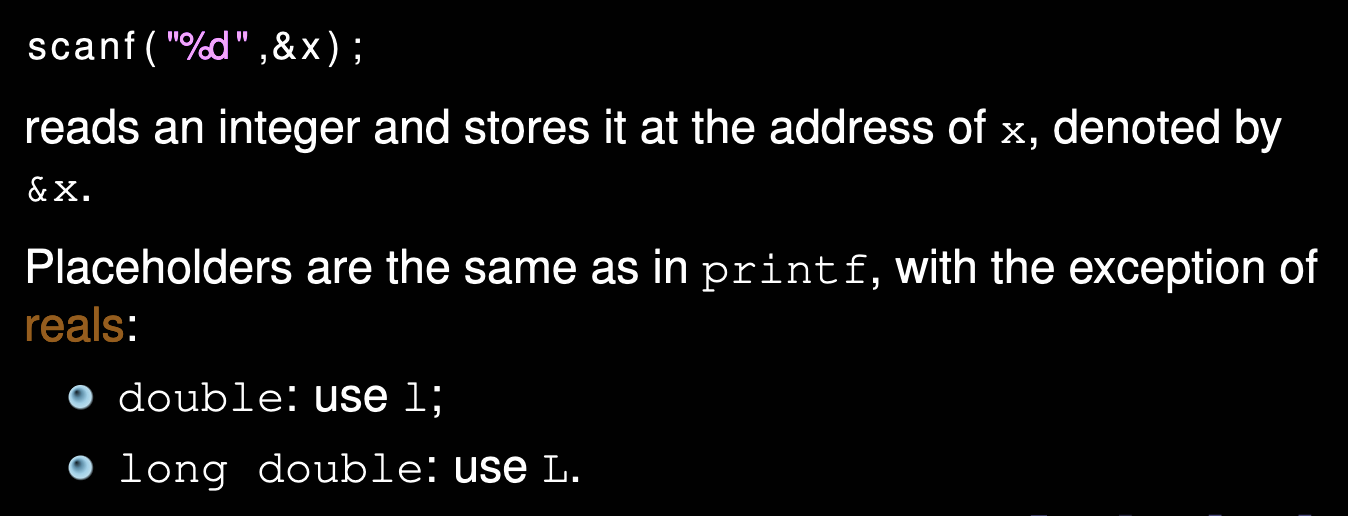 scanf("%d",&x);
reads an integer and stores it at the address of x, denoted by
&x.
Placeholders are the same as in printf, with the exception of
reals:
double: use l;
long double: use L.